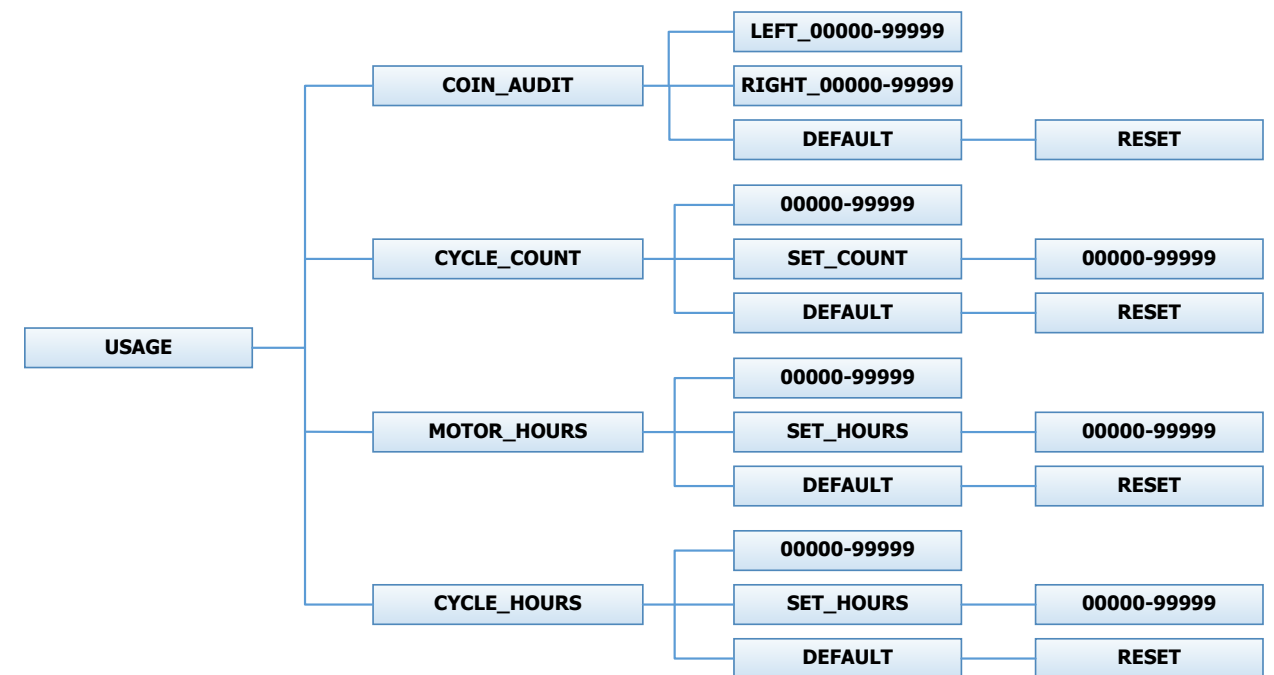 LEFT_00000-99999
COIN_AUDIT
RIGHT_00000-99999
DEFAULT
RESET
00000-99999
CYCLE_COUNT
SET_COUNT
00000-99999
DEFAULT
RESET
USAGE
00000-99999
MOTOR_HOURS
SET_HOURS
00000-99999
DEFAULT
RESET
00000-99999
CYCLE_HOURS
SET_HOURS
00000-99999
DEFAULT
RESET